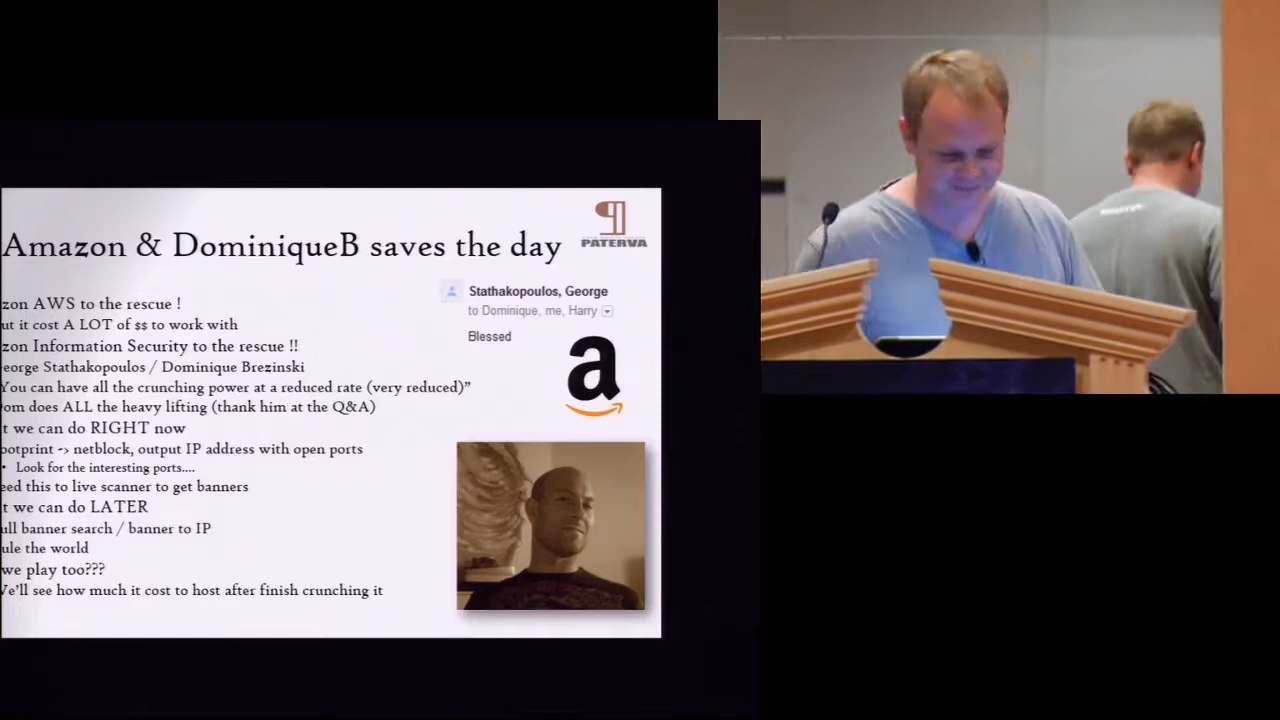 PATERVA
Amazon & DominiqueB saves the day
zon AWS to the rescue !
ut it cost A LOT of $$ to work with
zon Information Security to the rescue !!
eorge Stathakopoulos / Dominique Brezinski
You can have all the crunching power at a reduced rate (very reduced)”
om does ALL the heavy lifting (thank him at the Q&A)
t we can do RIGHT now
ootprint -> netblock, output IP address with open ports
• Look for the interesting ports....
eed this to live scanner to get banners
t we can do LATER
ull banner search / banner to IP
ule the world
we play too???
e'll see how much it cost to host after finish crunching it
Stathakopoulos, George
to Dominique, me, Harry
Blessed
a